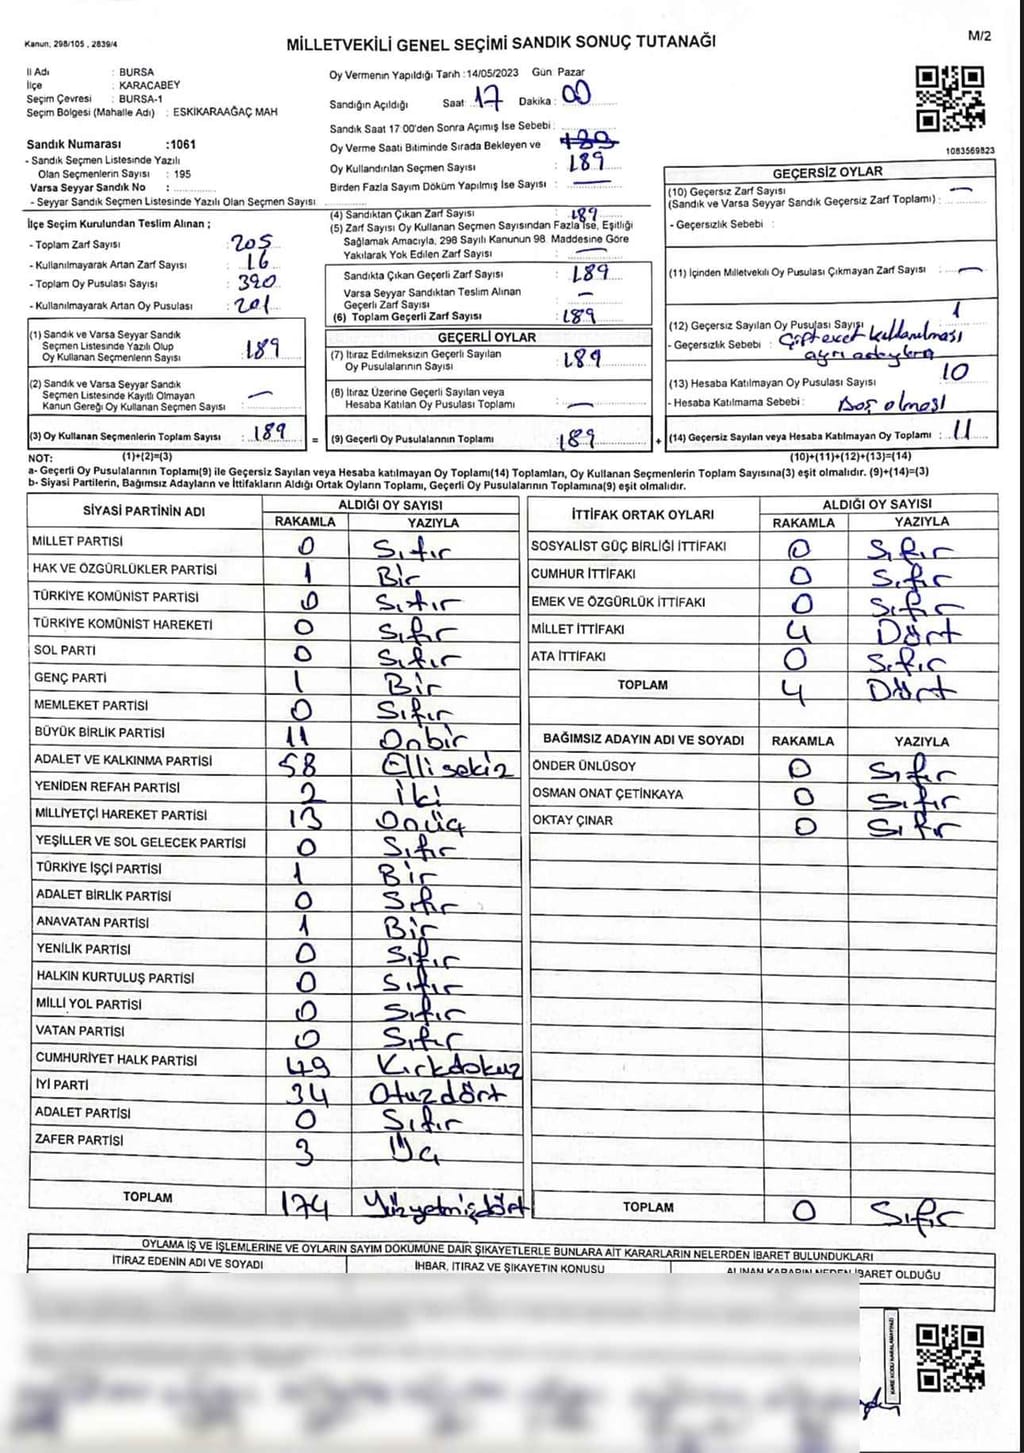 Kanun, 298/105 , 2839/4
MİLLETVEKİLİ GENEL SEÇİMİ SANDIK SONUÇ TUTANAĞI
M/2
İl Adı : BURSA
İlçe : KARACABEY
Seçim Çevresi : BURSA-1
Seçim Bölgesi (Mahalle Adı) : ESKİKARAAĞAÇ MAH
Sandık Numarası :1061
- Sandık Seçmen Listesinde Yazılı
Olan Seçmenlerin Sayısı : 195
Varsa Seyyar Sandık No :
- Seyyar Sandık Seçmen Listesinde Yazılı Olan Seçmen Sayısı:
Oy Vermenin Yapıldığı Tarih :14/05/2023 Gün Pazar
Sandığın Açıldığı Saat : 17 Dakika : 00
Sandık Saat 17 00'den Sonra Açımış İse Sebebi :
Oy Verme Saati Bitiminde Sırada Bekleyen ve 189
Oy Kullandırılan Seçmen Sayısı : 189
Birden Fazla Sayım Döküm Yapılmış İse Sayısı : —
1083569823
İlçe Seçim Kurulundan Teslim Alınan ;
- Toplam Zarf Sayısı : 205
- Kullanılmayarak Artan Zarf Sayısı : 16
- Toplam Oy Pusulası Sayısı : 390
- Kullanılmayarak Artan Oy Pusulası : 201
(4) Sandıktan Çıkan Zarf Sayısı : 189
(5) Zarf Sayısı Oy Kullanan Seçmen Sayısından Fazla İse, Eşitliği
Sağlamak Amacıyla, 298 Sayılı Kanunun 98 Maddesine Göre
Yakılarak Yok Edilen Zarf Sayısı : —
Sandıkta Çıkan Geçerli Zarf Sayısı : 189
Varsa Seyyar Sandıktan Teslim Alınan
Geçerli Zarf Sayısı : —
(6) Toplam Geçerli Zarf Sayısı : 189
GEÇERSİZ OYLAR
(10) Geçersiz Zarf Sayısı —
(Sandık ve Varsa Seyyar Sandık Geçersiz Zarf Toplamı) :
- Geçersizlik Sebebi :
(11) İçinden Milletvekili Oy Pusulası Çıkmayan Zarf Sayısı : —
(12) Geçersiz Sayılan Oy Pusulası Sayısı : 1
- Geçersizlik Sebebi : Çift evet kullanılması
ayrı adaylara
(13) Hesaba Katılmayan Oy Pusulası Sayısı : 10
- Hesaba Katılmama Sebebi : Boş olması
(14) Geçersiz Sayılan veya Hesaba Katılmayan Oy Toplamı : 11
(1) Sandık ve Varsa Seyyar Sandık
Seçmen Listesinde Yazılı Olup
Oy Kullanan Seçmenlerin Sayısı : 189
(2) Sandık ve Varsa Seyyar Sandık
Seçmen Listesinde Kayıtlı Olmayan
Kanun Gereği Oy Kullanan Seçmen Sayısı : —
(3) Oy Kullanan Seçmenlerin Toplam Sayısı : 189 =
GEÇERLİ OYLAR
(7) İtiraz Edilmeksizin Geçerli Sayılan
Oy Pusulalarının Sayısı : 189
(8) İtiraz Üzerine Geçerli Sayılan veya
Hesaba Katılan Oy Pusulası Toplamı : —
(9) Geçerli Oy Pusulalarının Toplamı : 189 +
NOT: (1)+(2)=(3) (10)+(11)+(12)+(13)=(14)
a- Geçerli Oy Pusulalarının Toplamı(9) ile Geçersiz Sayılan veya Hesaba katılmayan Oy Toplamı(14) Toplamları, Oy Kullanan Seçmenlerin Toplam Sayısına(3) eşit olmalıdır. (9)+(14)=(3)
b- Siyasi Partilerin, Bağımsız Adayların ve İttifakların Aldığı Ortak Oyların Toplamı, Geçerli Oy Pusulalarının Toplamına(9) eşit olmalıdır.
SİYASİ PARTİNİN ADI ALDIĞI OY SAYISI
RAKAMLA YAZIYLA
MİLLET PARTİSİ 0 Sıfır
HAK VE ÖZGÜRLÜKLER PARTİSİ 1 Bir
TÜRKİYE KOMÜNİST PARTİSİ 0 Sıfır
TÜRKİYE KOMÜNİST HAREKETİ 0 Sıfır
SOL PARTİ 0 Sıfır
GENÇ PARTİ 1 Bir
MEMLEKET PARTİSİ 0 Sıfır
BÜYÜK BİRLİK PARTİSİ 11 Onbir
ADALET VE KALKINMA PARTİSİ 58 Ellisekiz
YENİDEN REFAH PARTİSİ 2 İki
MİLLİYETÇİ HAREKET PARTİSİ 13 Onüç
YEŞİLLER VE SOL GELECEK PARTİSİ 0 Sıfır
TÜRKİYE İŞÇİ PARTİSİ 1 Bir
ADALET BİRLİK PARTİSİ 0 Sıfır
ANAVATAN PARTİSİ 1 Bir
YENİLİK PARTİSİ 0 Sıfır
HALKIN KURTULUŞ PARTİSİ 0 Sıfır
MİLLİ YOL PARTİSİ 0 Sıfır
VATAN PARTİSİ 0 Sıfır
CUMHURİYET HALK PARTİSİ 49 Kırkdokuz
İYİ PARTİ 34 Otuzdört
ADALET PARTİSİ 0 Sıfır
ZAFER PARTİSİ 3 Üç
TOPLAM 174 Yüzyetmişdört
İTTİFAK ORTAK OYLARI ALDIĞI OY SAYISI
RAKAMLA YAZIYLA
SOSYALİST GÜÇ BİRLİĞİ İTTİFAKI 0 Sıfır
CUMHUR İTTİFAKI 0 Sıfır
EMEK VE ÖZGÜRLÜK İTTİFAKI 0 Sıfır
MİLLET İTTİFAKI 4 Dört
ATA İTTİFAKI 0 Sıfır
TOPLAM 4 Dört
BAĞIMSIZ ADAYIN ADI VE SOYADI RAKAMLA YAZIYLA
ÖNDER ÜNLÜSOY 0 Sıfır
OSMAN ONAT ÇETİNKAYA 0 Sıfır
OKTAY ÇINAR 0 Sıfır
TOPLAM 0 Sıfır
OYLAMA İŞ VE İŞLEMLERİNE VE OYLARIN SAYIM DÖKÜMÜNE DAİR ŞİKAYETLERLE BUNLARA AİT KARARLARIN NELERDEN İBARET BULUNDUKLARI
İTİRAZ EDENİN ADI VE SOYADI İHBAR, İTİRAZ VE ŞİKAYETİN KONUSU ALINAN KARARIN NEDEN İBARET OLDUĞU
KARE KODU KARALAMAYINIZ